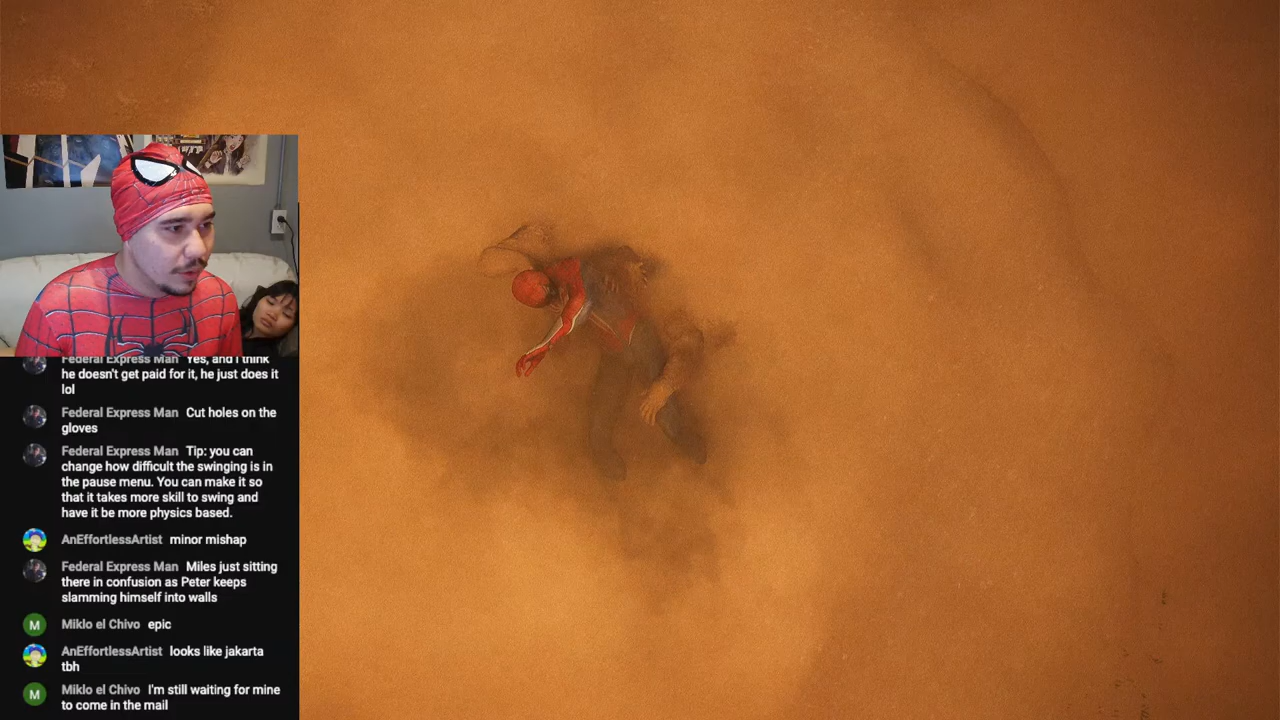 Federal Express Man Yes, and I think
he doesn't get paid for it, he just does it
lol
Federal Express Man Cut holes on the
gloves
Federal Express Man Tip: you can
change how difficult the swinging is in
the pause menu. You can make it so
that it takes more skill to swing and
have it be more physics based.
AnEffortlessArtist minor mishap
Federal Express Man Miles just sitting
there in confusion as Peter keeps
slamming himself into walls
M Miklo el Chivo epic
AnEffortlessArtist looks like jakarta
tbh
M Miklo el Chivo I'm still waiting for mine
to come in the mail